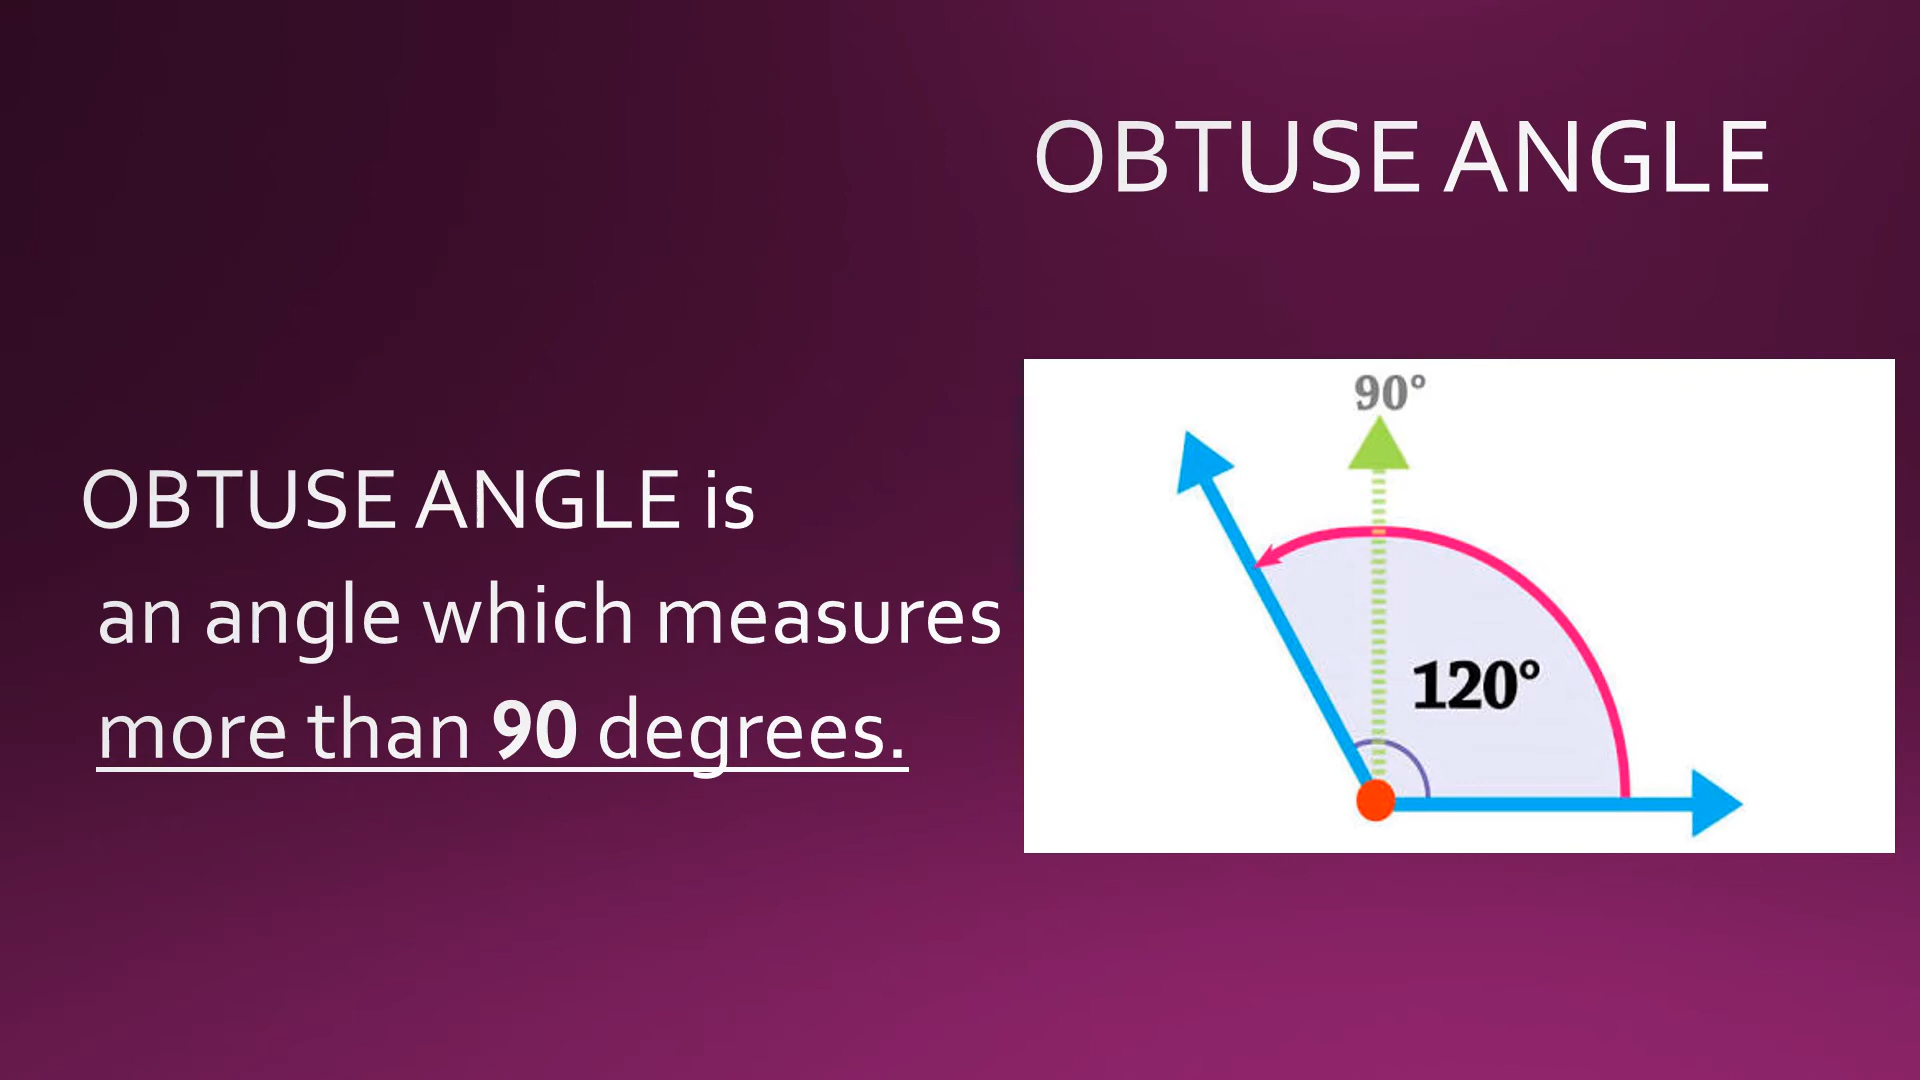 OBTUSE ANGLE
OBTUSE ANGLE is
an angle which measures
more than 90 degrees.
90°
120°